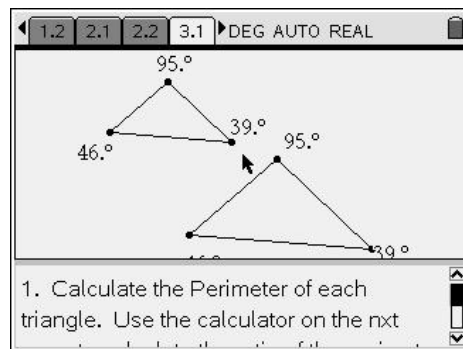 1.2 2.1 2.2 3.1 DEG AUTO REAL
95.°
39.°
46.°
95.°
39.°
1. Calculate the Perimeter of each
triangle. Use the calculator on the nxt